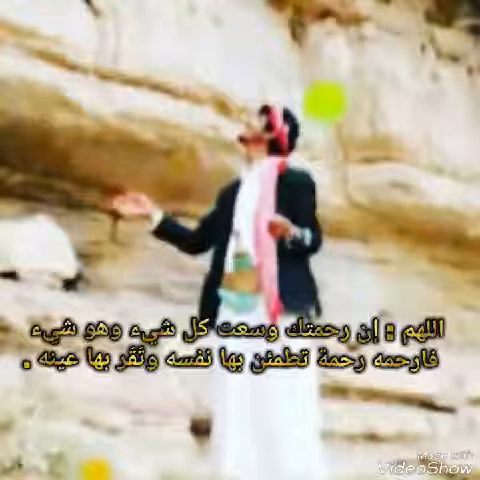 اللهم : إن رحمتك وسعت كل شيء وهو شيء
فارحمه رحمة تطمئن بها نفسه وتقر بها عينه .
Made with
VideoShow